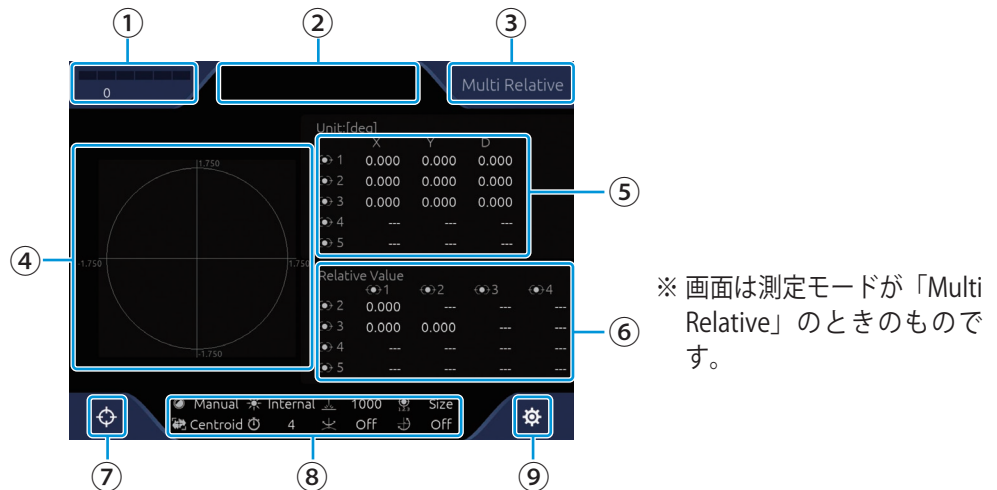 ① ② ③
0
Multi Relative
Unit:[deg]
X Y D
1 0.000 0.000 0.000
2 0.000 0.000 0.000
3 0.000 0.000 0.000
4 --- --- ---
5 --- --- ---
⑤
④
1.750
-1.750
1.750
-1.750
Relative Value
1 2 3 4
2 0.000 --- --- ---
3 0.000 0.000 --- ---
4 --- --- --- ---
5 --- --- --- ---
⑥
※ 画面は測定モードが「Multi
Relative」のときのもので
す。
Manual Internal 1000 Size
Centroid 4 Off Off
⑦ ⑧ ⑨